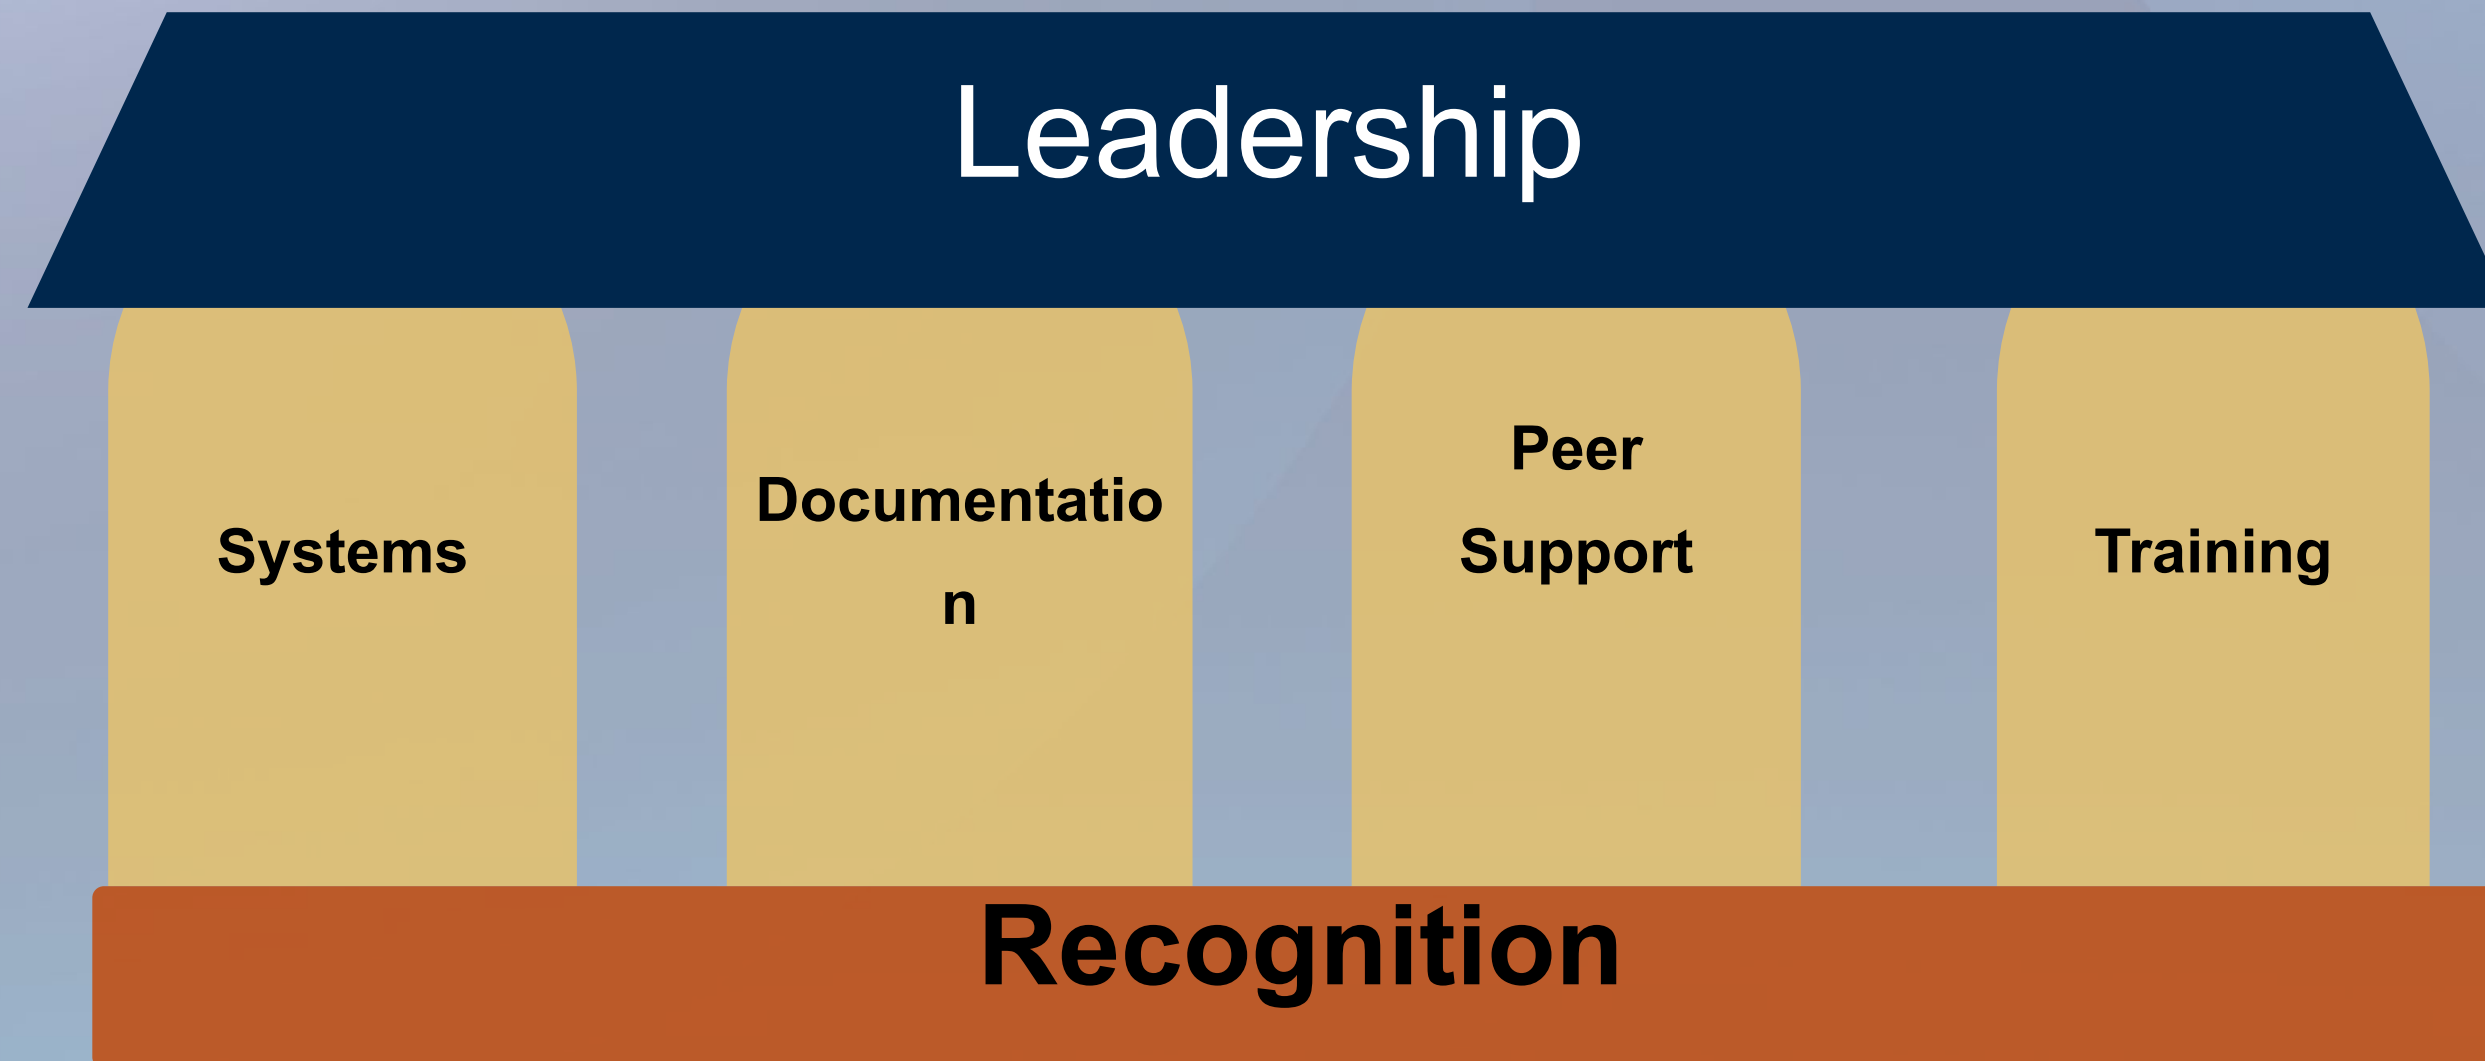 Leadership
Systems
Documentatio
n
Peer
Support
Training
Recognition